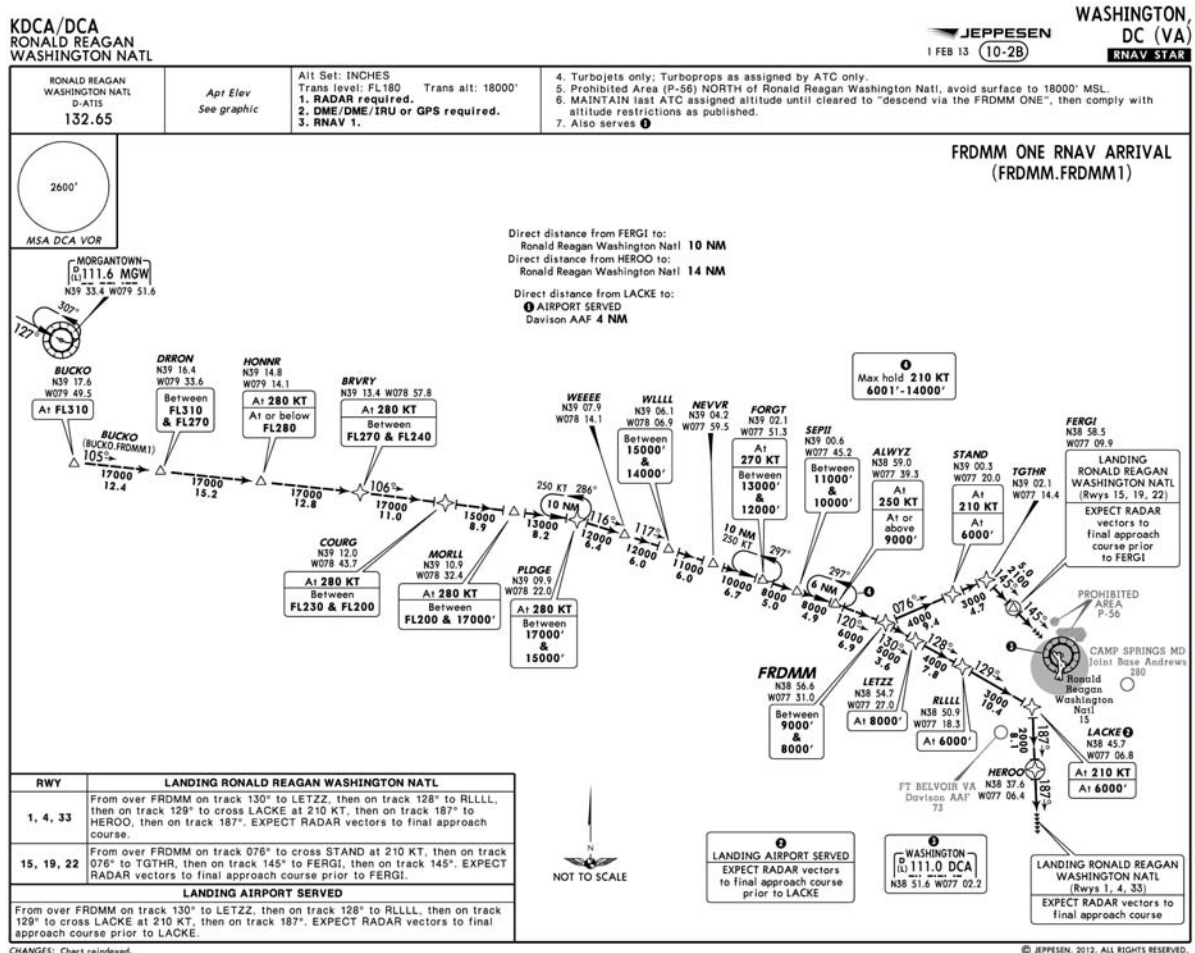 KDCA/DCA
RONALD REAGAN
WASHINGTON NATL
JEPPESEN
1 FEB 13
10-2B
WASHINGTON,
DC (VA)
RNAV STAR
RONALD REAGAN
WASHINGTON NATL
D-ATIS
132.65
Apt Elev
See graphic
Alt Set: INCHES
Trans level: FL180 Trans alt: 18000'
1. RADAR required.
2. DME/DME/IRU or GPS required.
3. RNAV 1.
4. Turbojets only; Turboprops as assigned by ATC only.
5. Prohibited Area (P-56) NORTH of Ronald Reagan Washington Natl, avoid surface to 18000' MSL.
6. MAINTAIN last ATC assigned altitude until cleared to "descend via the FRDMM ONE", then comply with
altitude restrictions as published.
7. Also serves ❶
FRDMM ONE RNAV ARRIVAL
(FRDMM.FRDMM1)
2600'
MSA DCA VOR
Direct distance from FERGI to:
Ronald Reagan Washington Natl 10 NM
Direct distance from HEROO to:
Ronald Reagan Washington Natl 14 NM
Direct distance from LACKE to:
❶ AIRPORT SERVED
Davison AAF 4 NM
MORGANTOWN
D
(L) 111.6 MGW
N39 33.4 W079 51.6
307°
127°
BUCKO
N39 17.6
W079 49.5
At FL310
BUCKO
(BUCKO.FRDMM1)
105°
17000
12.4
DRRON
N39 16.4
W079 33.6
Between
FL310
& FL270
17000
15.2
HONNR
N39 14.8
W079 14.1
At 280 KT
At or below
FL280
17000
12.8
BRVRY
N39 13.4 W078 57.8
At 280 KT
Between
FL270 & FL240
106°
17000
11.0
COURG
N39 12.0
W078 43.7
At 280 KT
Between
FL230 & FL200
15000
8.9
MORLL
N39 10.9
W078 32.4
At 280 KT
Between
FL200 & 17000'
13000
8.2
250 KT 286°
10 NM
PLDGE
N39 09.9
W078 22.0
At 280 KT
Between
17000'
&
15000'
116°
12000
6.4
WEEEE
N39 07.9
W078 14.1
117°
12000
6.0
WLLLL
N39 06.1
W078 06.9
Between
15000'
&
14000'
11000
6.0
NEVVR
N39 04.2
W077 59.5
10000
6.7
10 NM
250 KT
297°
FORGT
N39 02.1
W077 51.3
At
270 KT
Between
13000'
&
12000'
8000
5.0
SEPII
N39 00.6
W077 45.2
Between
11000'
&
10000'
8000
4.9
297°
6 NM
❹
ALWYZ
N38 59.0
W077 39.3
At
250 KT
At or
above
9000'
❹
Max hold 210 KT
6001'-14000'
120°
6000
6.9
FRDMM
N38 56.6
W077 31.0
Between
9000'
&
8000'
076°
4000
9.4
STAND
N39 00.3
W077 20.0
At
210 KT
At
6000'
3000
4.7
TGTHR
N39 02.1
W077 14.4
5.0
2100
145°
FERGI
N38 58.5
W077 09.9
LANDING
RONALD REAGAN
WASHINGTON NATL
(Rwys 15, 19, 22)
EXPECT RADAR
vectors to
final approach
course prior
to FERGI
145°
PROHIBITED
AREA
P-56
❸
CAMP SPRINGS MD
Joint Base Andrews
280
Ronald
Reagan
Washington
Natl
15
130°
5000
3.6
LETZZ
N38 54.7
W077 27.0
At 8000'
128°
4000
7.8
RLLLL
N38 50.9
W077 18.3
At 6000'
129°
3000
10.4
LACKE ❷
N38 45.7
W077 06.8
At 210 KT
At 6000'
187°
2000
8.1
FT BELVOIR VA
Davison AAF
73
HEROO
N38 37.6
W077 06.4
187°
LANDING RONALD REAGAN
WASHINGTON NATL
(Rwys 1, 4, 33)
EXPECT RADAR vectors to
final approach course
RWY
LANDING RONALD REAGAN WASHINGTON NATL
1, 4, 33
From over FRDMM on track 130° to LETZZ, then on track 128° to RLLLL,
then on track 129° to cross LACKE at 210 KT, then on track 187° to
HEROO, then on track 187°. EXPECT RADAR vectors to final approach
course.
15, 19, 22
From over FRDMM on track 076° to cross STAND at 210 KT, then on track
076° to TGTHR, then on track 145° to FERGI, then on track 145°. EXPECT
RADAR vectors to final approach course prior to FERGI.
LANDING AIRPORT SERVED
From over FRDMM on track 130° to LETZZ, then on track 128° to RLLLL, then on track
129° to cross LACKE at 210 KT, then on track 187°. EXPECT RADAR vectors to final
approach course prior to LACKE.
N
NOT TO SCALE
❷
LANDING AIRPORT SERVED
EXPECT RADAR vectors
to final approach course
prior to LACKE
❸
WASHINGTON
D
(L) 111.0 DCA
N38 51.6 W077 02.2
CHANGES: Chart reindexed.
© JEPPESEN, 2012. ALL RIGHTS RESERVED.